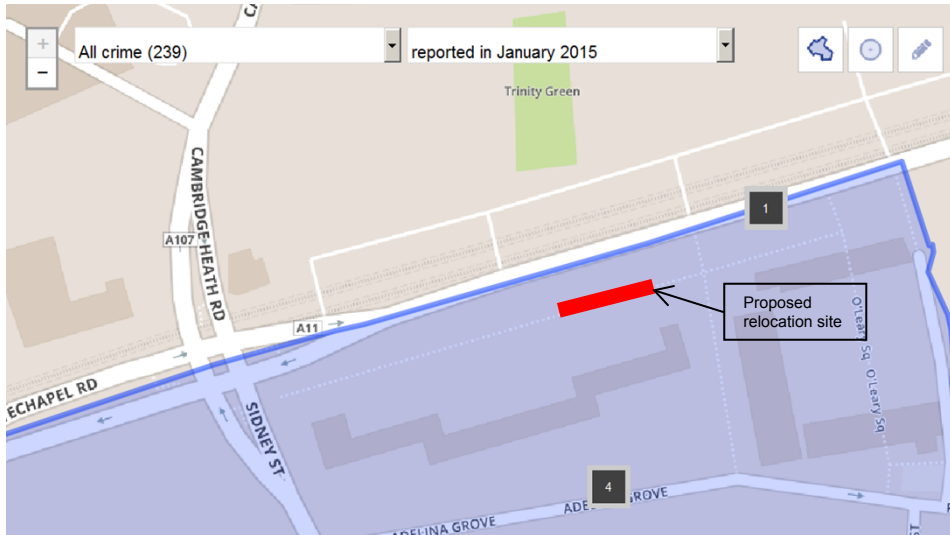 +
All crime (239)
reported in January 2015
−
Trinity Green
CAMBRIDGE HEATH RD
1
A107
Proposed
relocation site
A11
O'Leary Sq
O'Leary Sq
ECHAPEL RD
SIDNEY ST
4
ADELINA GROVE